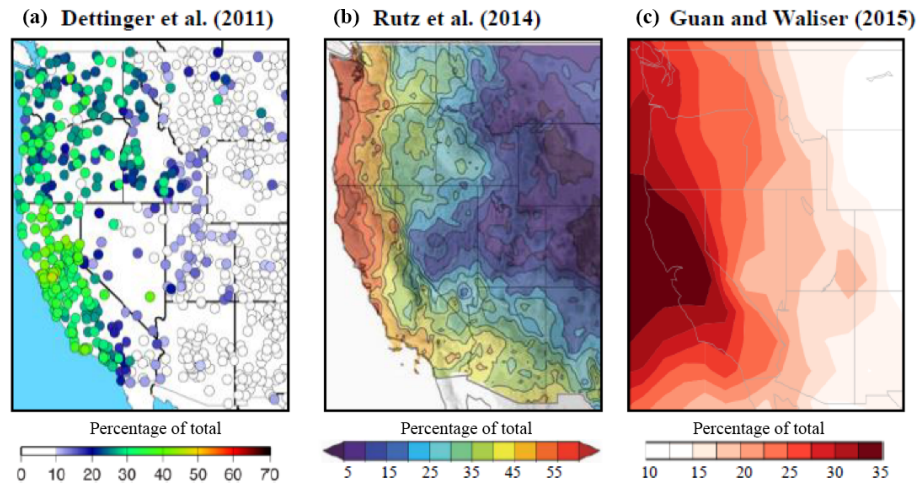 (a) Dettinger et al. (2011)
(b) Rutz et al. (2014)
(c) Guan and Waliser (2015)
Percentage of total
0 10 20 30 40 50 60 70
Percentage of total
5 15 25 35 45 55
Percentage of total
10 15 20 25 30 35